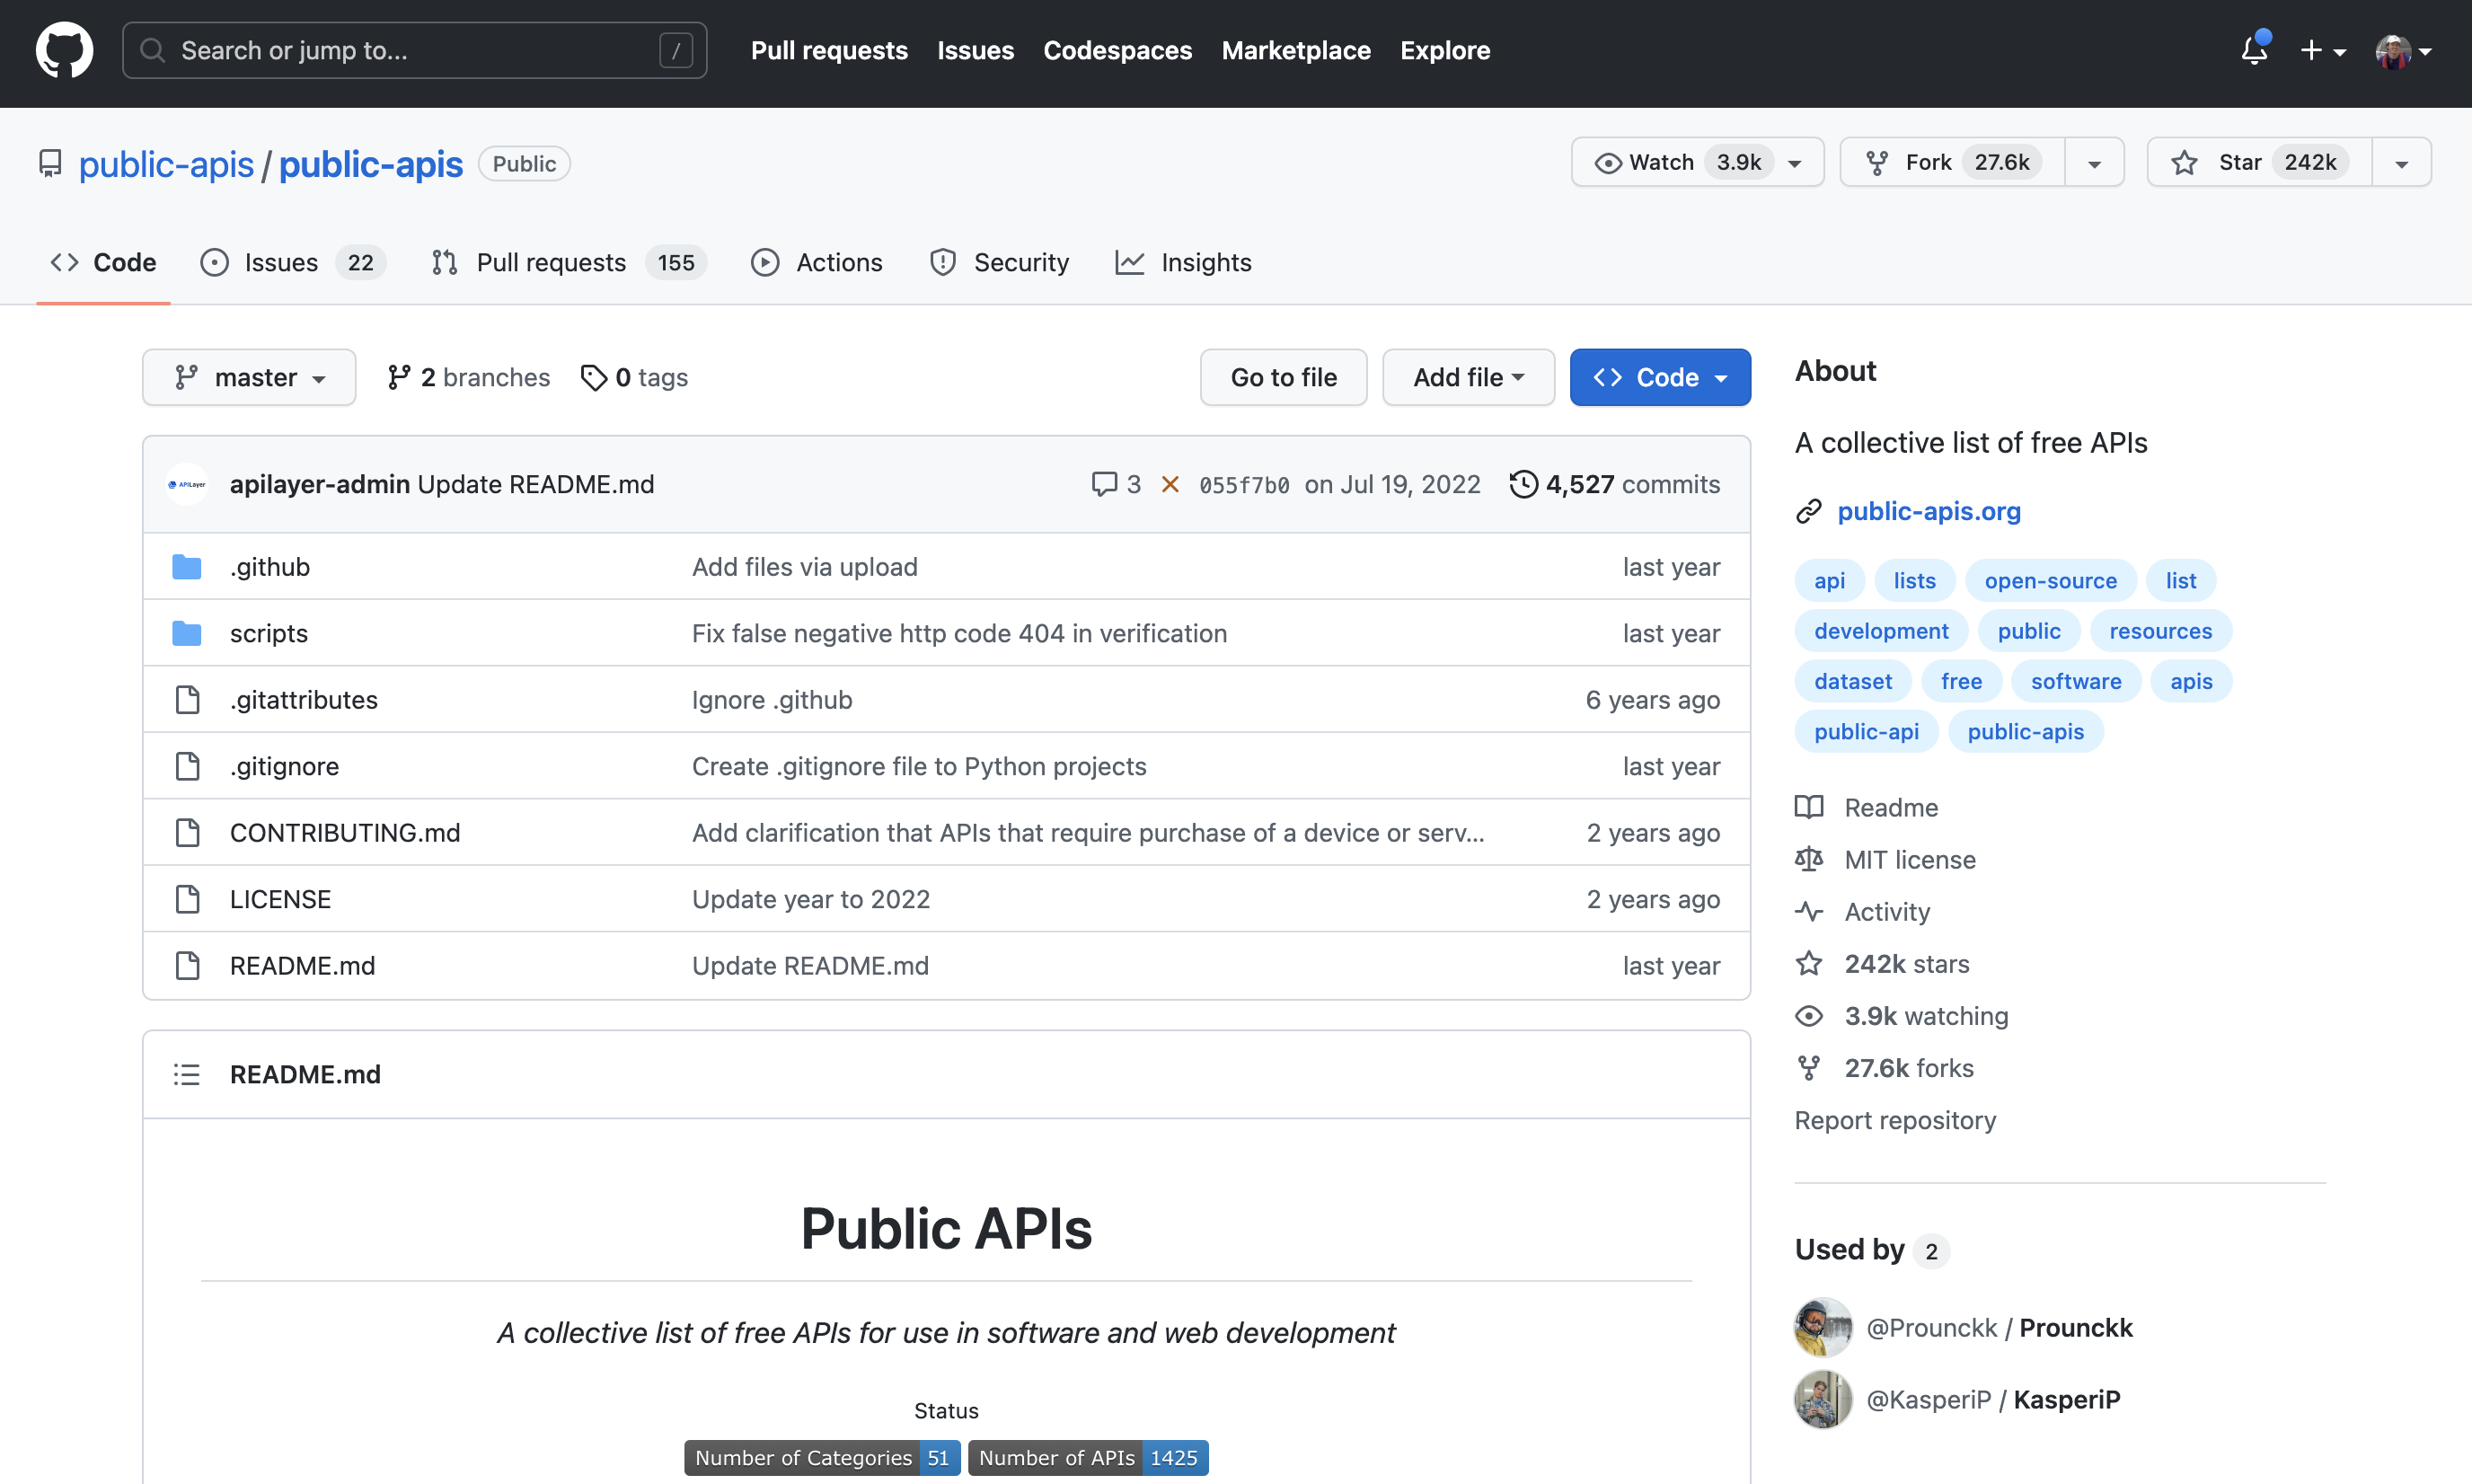 Search or jump to... /
Pull requests Issues Codespaces Marketplace Explore
public-apis / public-apis Public
Watch 3.9k
Fork 27.6k
Star 242k
Code
Issues 22
Pull requests 155
Actions
Security
Insights
master
2 branches
0 tags
Go to file
Add file
Code
APILayer
apilayer-admin Update README.md
3 055f7b0 on Jul 19, 2022 4,527 commits
.github Add files via upload last year
scripts Fix false negative http code 404 in verification last year
.gitattributes Ignore .github 6 years ago
.gitignore Create .gitignore file to Python projects last year
CONTRIBUTING.md Add clarification that APIs that require purchase of a device or serv... 2 years ago
LICENSE Update year to 2022 2 years ago
README.md Update README.md last year
README.md
Public APIs
A collective list of free APIs for use in software and web development
Status
Number of Categories 51 Number of APIs 1425
About
A collective list of free APIs
public-apis.org
api lists open-source list
development public resources
dataset free software apis
public-api public-apis
Readme
MIT license
Activity
242k stars
3.9k watching
27.6k forks
Report repository
Used by 2
@Prounckk / Prounckk
@KasperiP / KasperiP